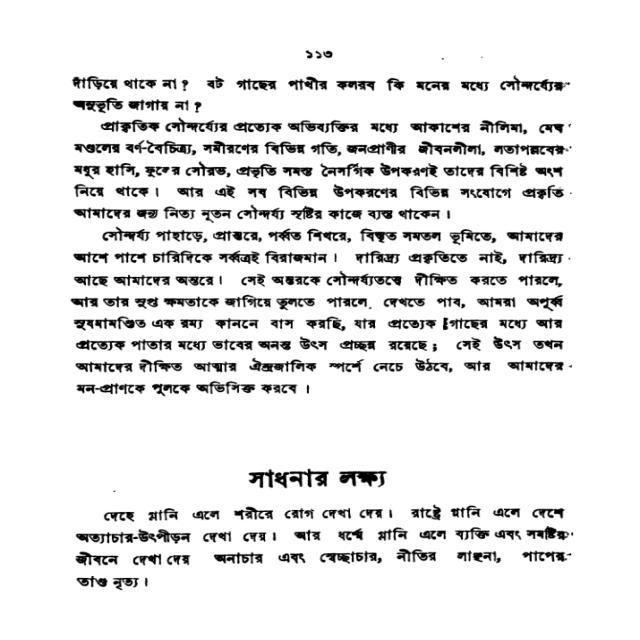 ১১৩
দাঁড়িয়ে থাকে না? বট গাছের পাখীর কলরব কি মনের মধ্যে সৌন্দর্য্যের
অনুভূতি জাগায় না?
প্রাকৃতিক সৌন্দর্য্যের প্রত্যেক অভিব্যক্তির মধ্যে আকাশের নীলিমা, মেঘ
মণ্ডলের বর্ণ-বৈচিত্র্য, সমীরণের বিভিন্ন গতি, জনপ্রাণীর জীবনলীলা, লতাপল্লবের
মধুর হাসি, ফুলের সৌরভ, প্রভৃতি সমস্ত নৈসর্গিক উপকরণই তাদের বিশিষ্ট অংশ
নিয়ে থাকে। আর এই সব বিভিন্ন উপকরণের বিভিন্ন সংযোগে প্রকৃতি
আমাদের জন্য নিত্য নূতন সৌন্দর্য্য সৃষ্টির কাজে ব্যস্ত থাকেন।
সৌন্দর্য্য পাহাড়ে, প্রান্তরে, পর্ব্বত শিখরে, বিস্তৃত সমতল ভূমিতে, আমাদের
আশে পাশে চারিদিকে সর্ব্বত্রই বিরাজমান। দারিদ্র্য প্রকৃতিতে নাই, দারিদ্র্য
আছে আমাদের অন্তরে। সেই অন্তরকে সৌন্দর্য্যতত্ত্বে দীক্ষিত করতে পারলে,
আর তার সুপ্ত ক্ষমতাকে জাগিয়ে তুলতে পারলে, দেখতে পাব, আমরা অপূর্ব্ব
সুষমামণ্ডিত এক রম্য কাননে বাস করছি, যার প্রত্যেক গাছের মধ্যে আর
প্রত্যেক পাতার মধ্যে ভাবের অনন্ত উৎস প্রচ্ছন্ন রয়েছে; সেই উৎস তখন
আমাদের দীক্ষিত আত্মার ঐন্দ্রজালিক স্পর্শে নেচে উঠবে, আর আমাদের
মন-প্রাণকে পুলকে অভিসিক্ত করবে।
সাধনার লক্ষ্য
দেহে গ্লানি এলে শরীরে রোগ দেখা দেয়। রাষ্ট্রে গ্লানি এলে দেশে
অত্যাচার-উৎপীড়ন দেখা দেয়। আর ধর্ম্মে গ্লানি এলে ব্যক্তি এবং সমষ্টির
জীবনে দেখা দেয় অনাচার এবং স্বেচ্ছাচার, নীতির লাঞ্ছনা, পাপের
তাণ্ডব নৃত্য।